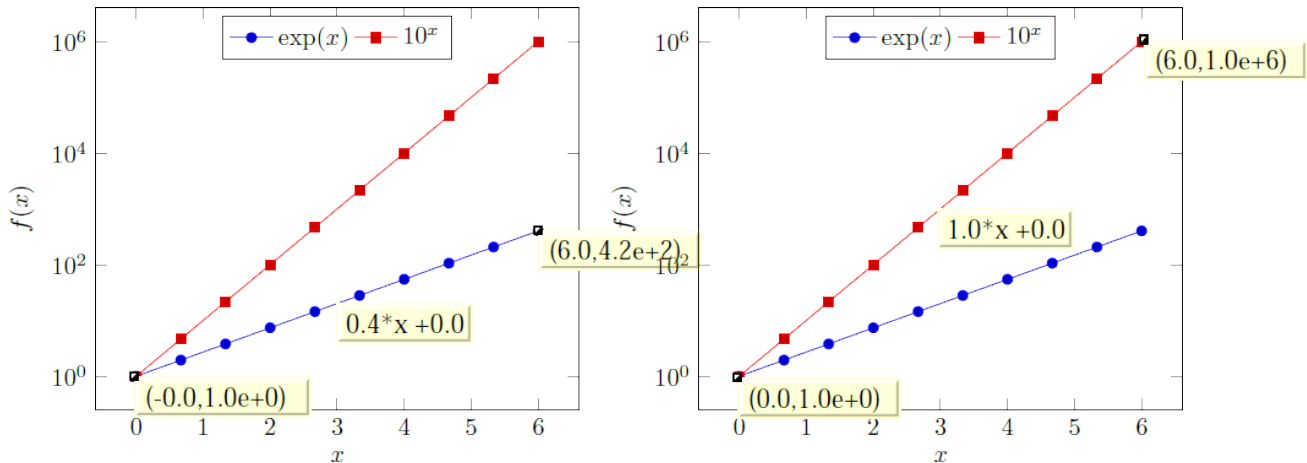 exp(x) 10^x
10^6
10^4
10^2
10^0
f(x)
(6.0,4.2e+2)
0.4*x +0.0
(-0.0,1.0e+0)
0 1 2 3 4 5 6
x
exp(x) 10^x
10^6
10^4
10^2
10^0
f(x)
(6.0,1.0e+6)
1.0*x +0.0
(0.0,1.0e+0)
0 1 2 3 4 5 6
x